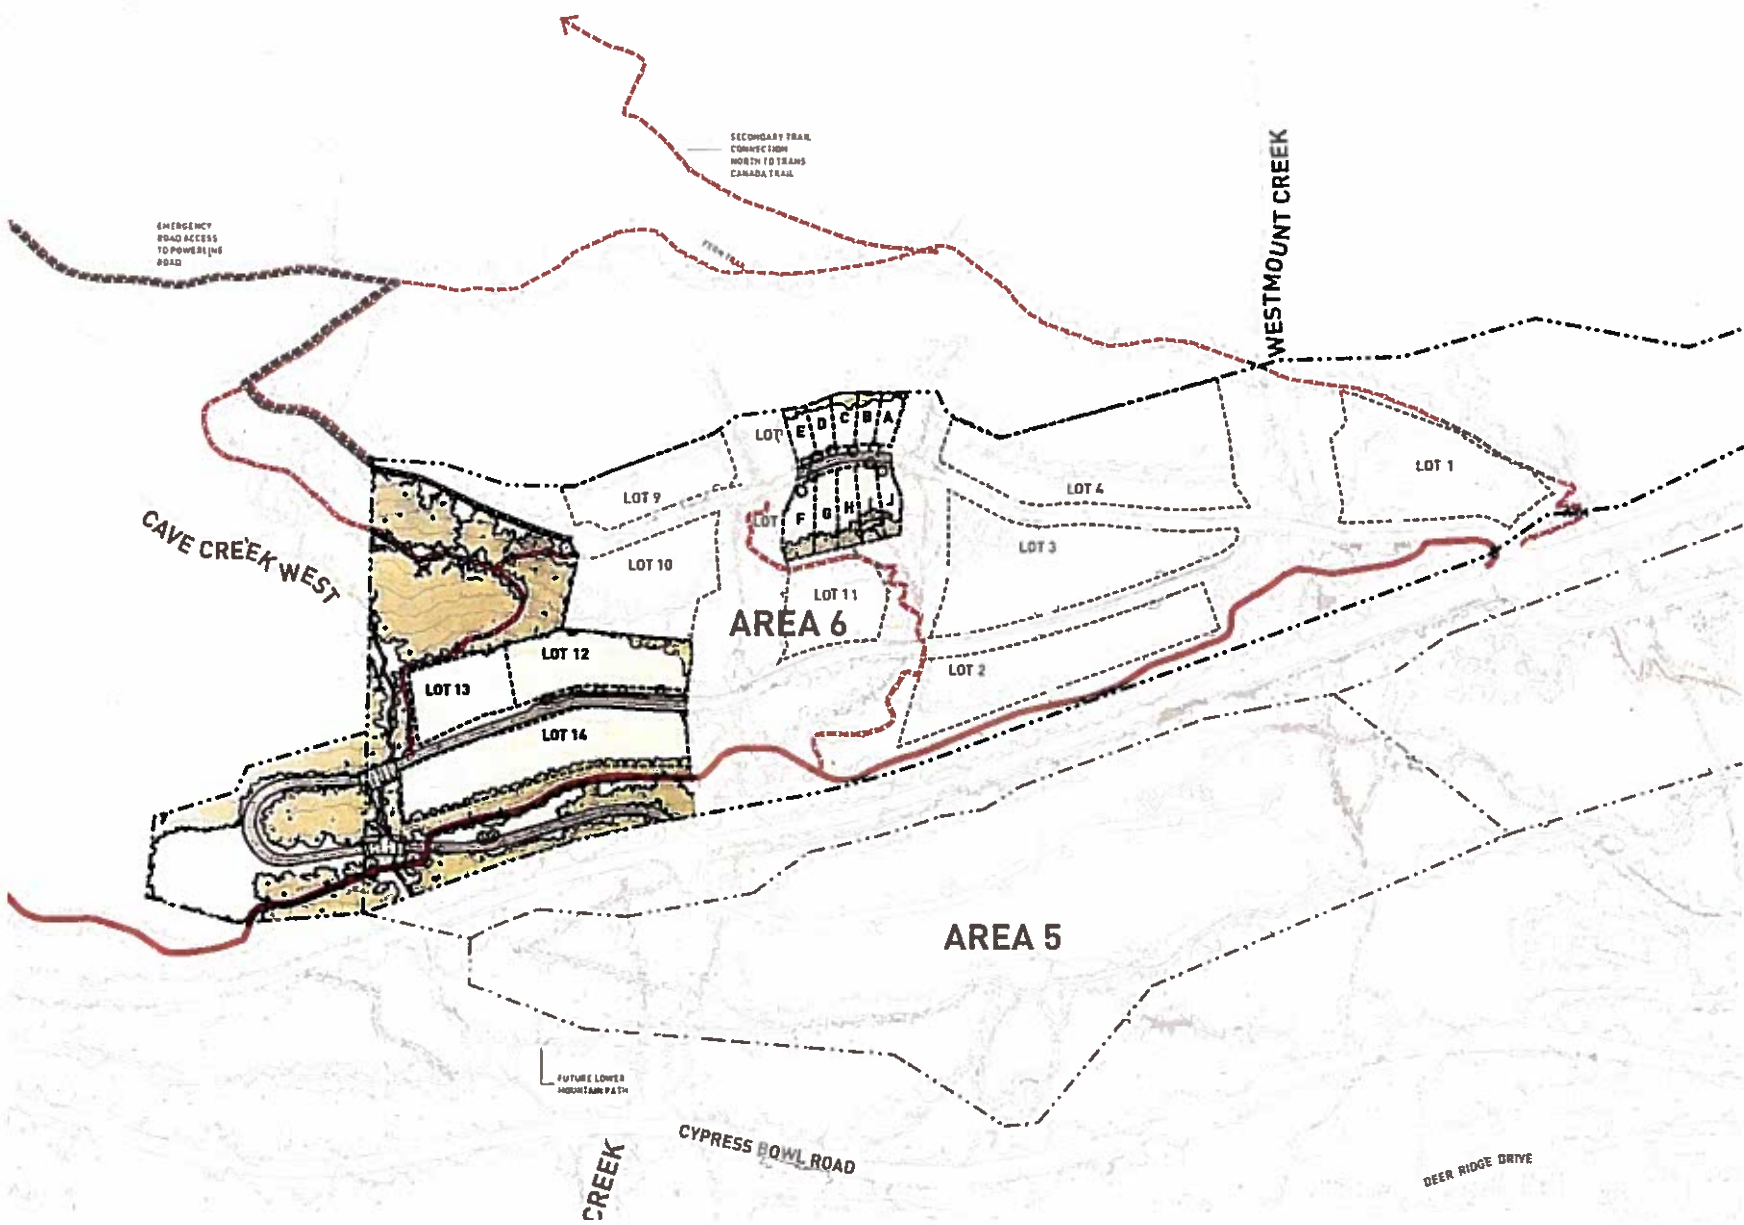 SECONDARY TRAIL
CONNECTION
NORTH TO TRANS
CANADA TRAIL
WESTMOUNT CREEK
EMERGENCY
ROAD ACCESS
TO POWERLINE
ROAD
E
D
C
B
A
LOT
LOT 1
LOT 9
LOT 4
LOT
F
G
H
I
J
CAVE CREEK WEST
LOT 3
LOT 10
LOT 11
AREA 6
LOT 12
LOT 2
LOT 13
LOT 14
AREA 5
FUTURE LOWER
MOUNTAIN PATH
CYPRESS BOWL ROAD
CREEK
DEER RIDGE DRIVE